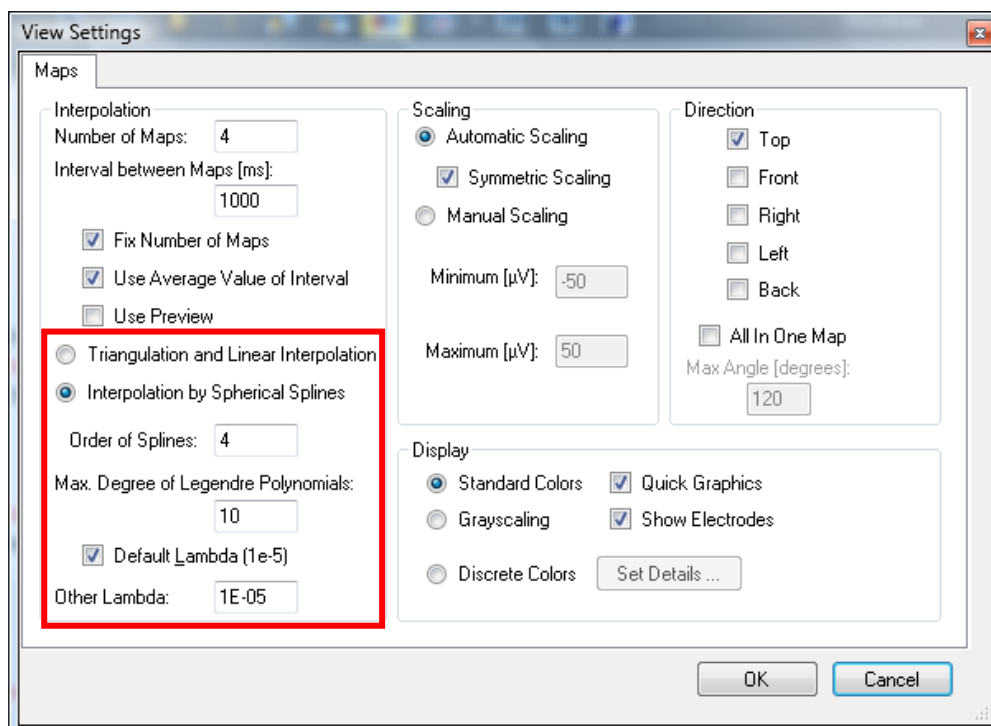 View Settings
Maps
Interpolation
Number of Maps: 4
Interval between Maps [ms]:
1000
Fix Number of Maps
Use Average Value of Interval
Use Preview
Triangulation and Linear Interpolation
Interpolation by Spherical Splines
Order of Splines: 4
Max. Degree of Legendre Polynomials:
10
Default Lambda (1e-5)
Other Lambda: 1E-05
Scaling
Automatic Scaling
Symmetric Scaling
Manual Scaling
Minimum [µV]: -50
Maximum [µV]: 50
Direction
Top
Front
Right
Left
Back
All In One Map
Max Angle [degrees]:
120
Display
Standard Colors Quick Graphics
Grayscaling Show Electrodes
Discrete Colors Set Details ...
OK Cancel